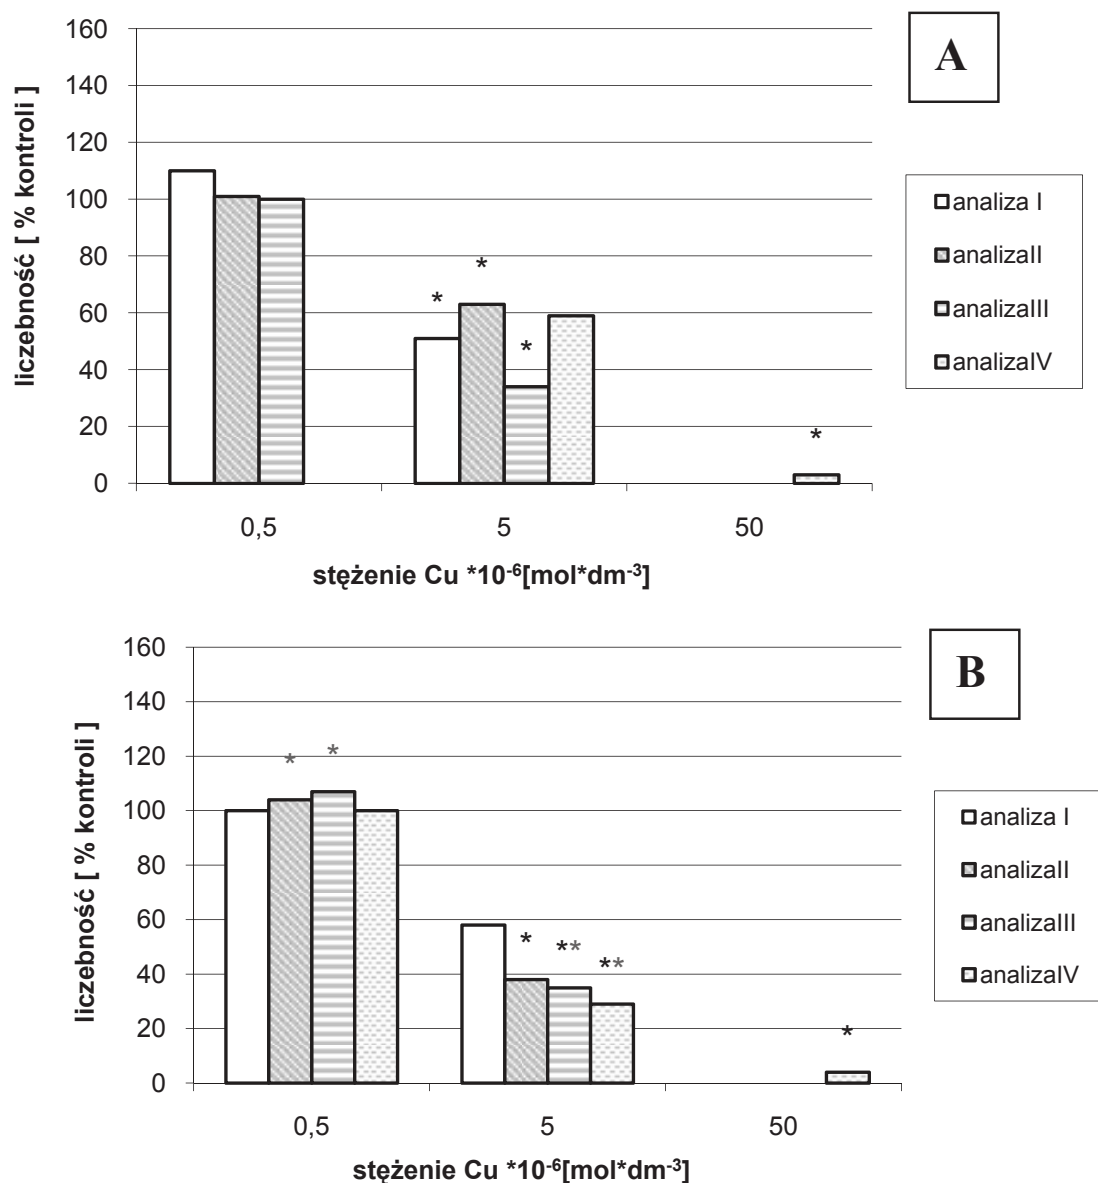 A
160
140
120
100
80
60
40
20
0
liczebność [ % kontroli ]
* * * *
0,5 5 50
stężenie Cu *10⁻⁶[mol*dm⁻³]
analiza I
analizaII
analizaIII
analizaIV
B
160
140
120
100
80
60
40
20
0
liczebność [ % kontroli ]
* * * ** ** *
0,5 5 50
stężenie Cu *10⁻⁶[mol*dm⁻³]
analiza I
analizaII
analizaIII
analizaIV